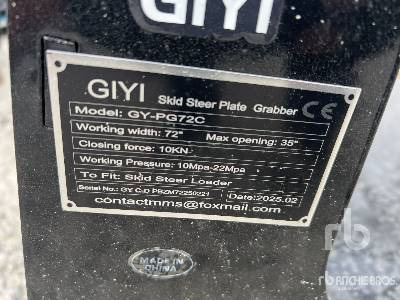 GIYI
GIYI Skid Steer Plate Grabber CE
Model: GY-PG72C
Working width: 72" Max opening: 35"
Closing force: 10KN
Working Pressure: 10Mpa-22Mpa
To Fit: Skid Steer Loader
Serial No.: Date:2025.02
contactmms@foxmail.com
MADE IN
CHINA
rb
RITCHIE BROS